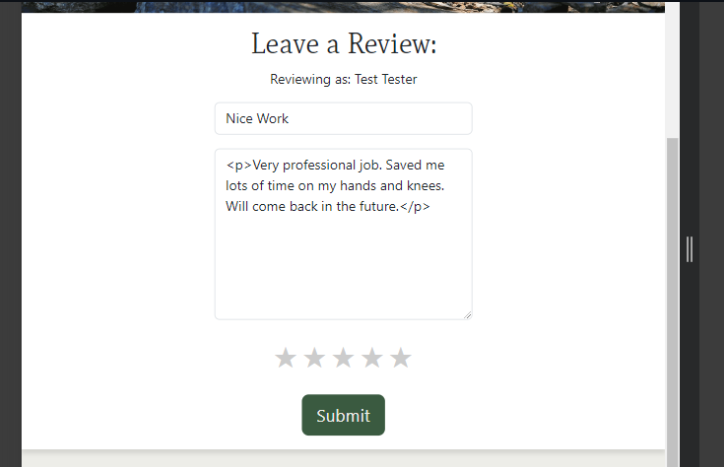 Leave a Review:
Reviewing as: Test Tester
Nice Work
<p>Very professional job. Saved me
lots of time on my hands and knees.
Will come back in the future.</p>
Submit